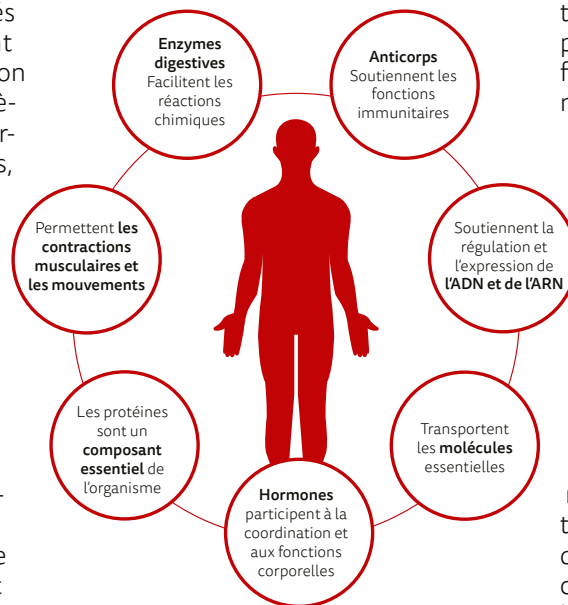 Enzymes
digestives
Facilitent les
réactions
chimiques
Anticorps
Soutiennent les
fonctions
immunitaires
Permettent les
contractions
musculaires et
les mouvements
Soutiennent la
régulation et
l'expression de
l'ADN et de l'ARN
Les protéines
sont un
composant
essentiel de
l'organisme
Transportent
les molécules
essentielles
Hormones
participent à la
coordination et
aux fonctions
corporelles